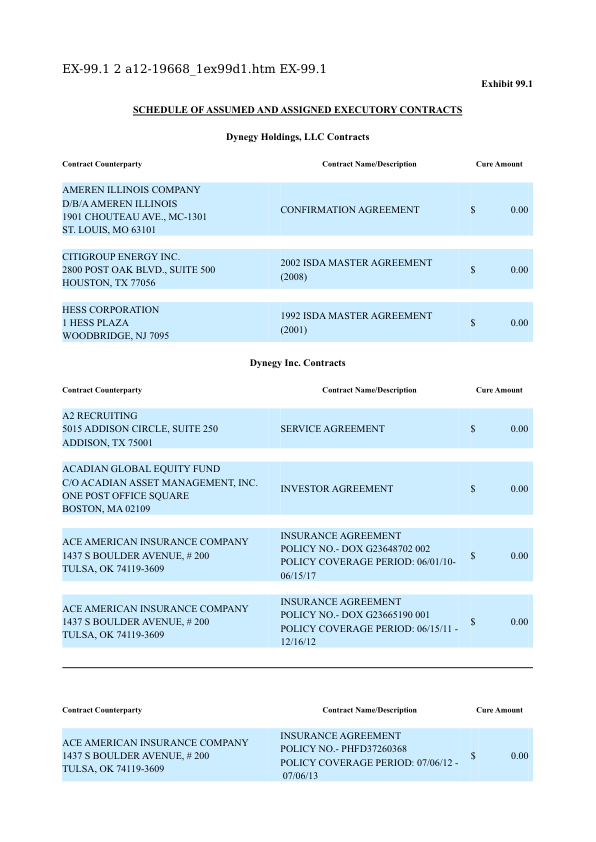 EX-99.1 2 a12-19668_1ex99d1.htm EX-99.1
Exhibit 99.1
SCHEDULE OF ASSUMED AND ASSIGNED EXECUTORY CONTRACTS
Dynegy Holdings, LLC Contracts
Contract Counterparty Contract Name/Description Cure Amount
AMEREN ILLINOIS COMPANY
D/B/A AMEREN ILLINOIS
1901 CHOUTEAU AVE., MC-1301
ST. LOUIS, MO 63101
CONFIRMATION AGREEMENT
$ 0.00
CITIGROUP ENERGY INC.
2800 POST OAK BLVD., SUITE 500
HOUSTON, TX 77056
2002 ISDA MASTER AGREEMENT
(2008)
$ 0.00
HESS CORPORATION
1 HESS PLAZA
WOODBRIDGE, NJ 7095
1992 ISDA MASTER AGREEMENT
(2001)
$ 0.00
Dynegy Inc. Contracts
Contract Counterparty Contract Name/Description Cure Amount
A2 RECRUITING
5015 ADDISON CIRCLE, SUITE 250
ADDISON, TX 75001
SERVICE AGREEMENT
$ 0.00
ACADIAN GLOBAL EQUITY FUND
C/O ACADIAN ASSET MANAGEMENT, INC.
ONE POST OFFICE SQUARE
BOSTON, MA 02109
INVESTOR AGREEMENT
$ 0.00
ACE AMERICAN INSURANCE COMPANY
1437 S BOULDER AVENUE, # 200
TULSA, OK 74119-3609
INSURANCE AGREEMENT
POLICY NO.- DOX G23648702 002
POLICY COVERAGE PERIOD: 06/01/10-
06/15/17
$ 0.00
ACE AMERICAN INSURANCE COMPANY
1437 S BOULDER AVENUE, # 200
TULSA, OK 74119-3609
INSURANCE AGREEMENT
POLICY NO.- DOX G23665190 001
POLICY COVERAGE PERIOD: 06/15/11 -
12/16/12
$ 0.00
Contract Counterparty Contract Name/Description Cure Amount
ACE AMERICAN INSURANCE COMPANY
1437 S BOULDER AVENUE, # 200
TULSA, OK 74119-3609
INSURANCE AGREEMENT
POLICY NO.- PHFD37260368
POLICY COVERAGE PERIOD: 07/06/12 -
07/06/13
$ 0.00